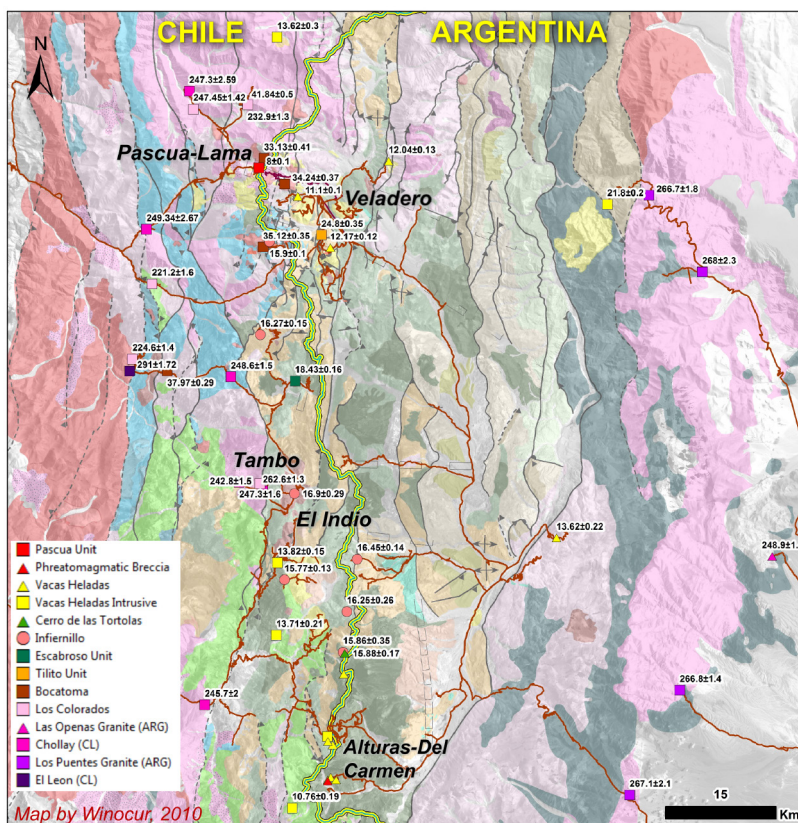 CHILE
ARGENTINA
N
13.62±0.3
247.3±2.59
247.45±1.42
41.84±0.5
232.9±1.3
Pascua-Lama
33.13±0.41
8±0.1
12.04±0.13
34.24±0.37
11.1±0.1
Veladero
21.8±0.2
266.7±1.8
249.34±2.67
24.8±0.35
35.12±0.35
12.17±0.12
15.9±0.1
268±2.3
221.2±1.6
16.27±0.15
224.6±1.4
291±1.72
37.97±0.29
248.6±1.5
18.43±0.16
Tambo
242.8±1.5
262.6±1.3
247.3±1.6
16.9±0.29
El Indio
13.62±0.22
13.82±0.15
16.45±0.14
248.9±1.
15.77±0.13
16.25±0.26
13.71±0.21
15.86±0.35
15.88±0.17
245.7±2
266.8±1.4
Alturas-Del
Carmen
10.76±0.19
267.1±2.1
Pascua Unit
Phreatomagmatic Breccia
Vacas Heladas
Vacas Heladas Intrusive
Cerro de las Tortolas
Infiernillo
Escabroso Unit
Tilito Unit
Bocatoma
Los Colorados
Las Openas Granite (ARG)
Chollay (CL)
Los Puentes Granite (ARG)
El Leon (CL)
Map by Winocur, 2010
15
Km